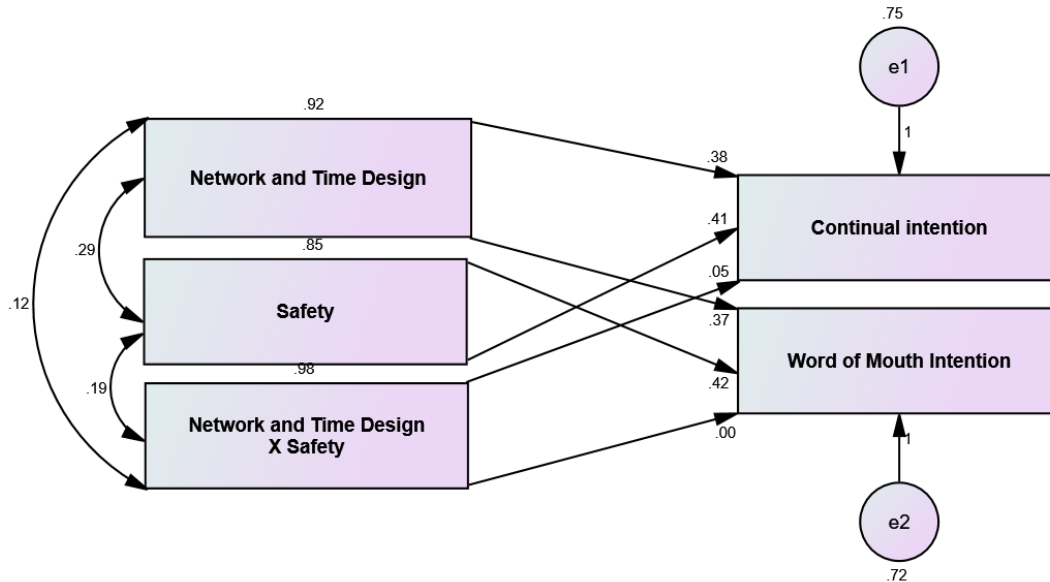 .75
e1
1
.92
Network and Time Design
.38
.41
Continual intention
.29
.85
.05
.12
Safety
.37
Word of Mouth Intention
.98
.42
.19
Network and Time Design
X Safety
.00
1
e2
.72